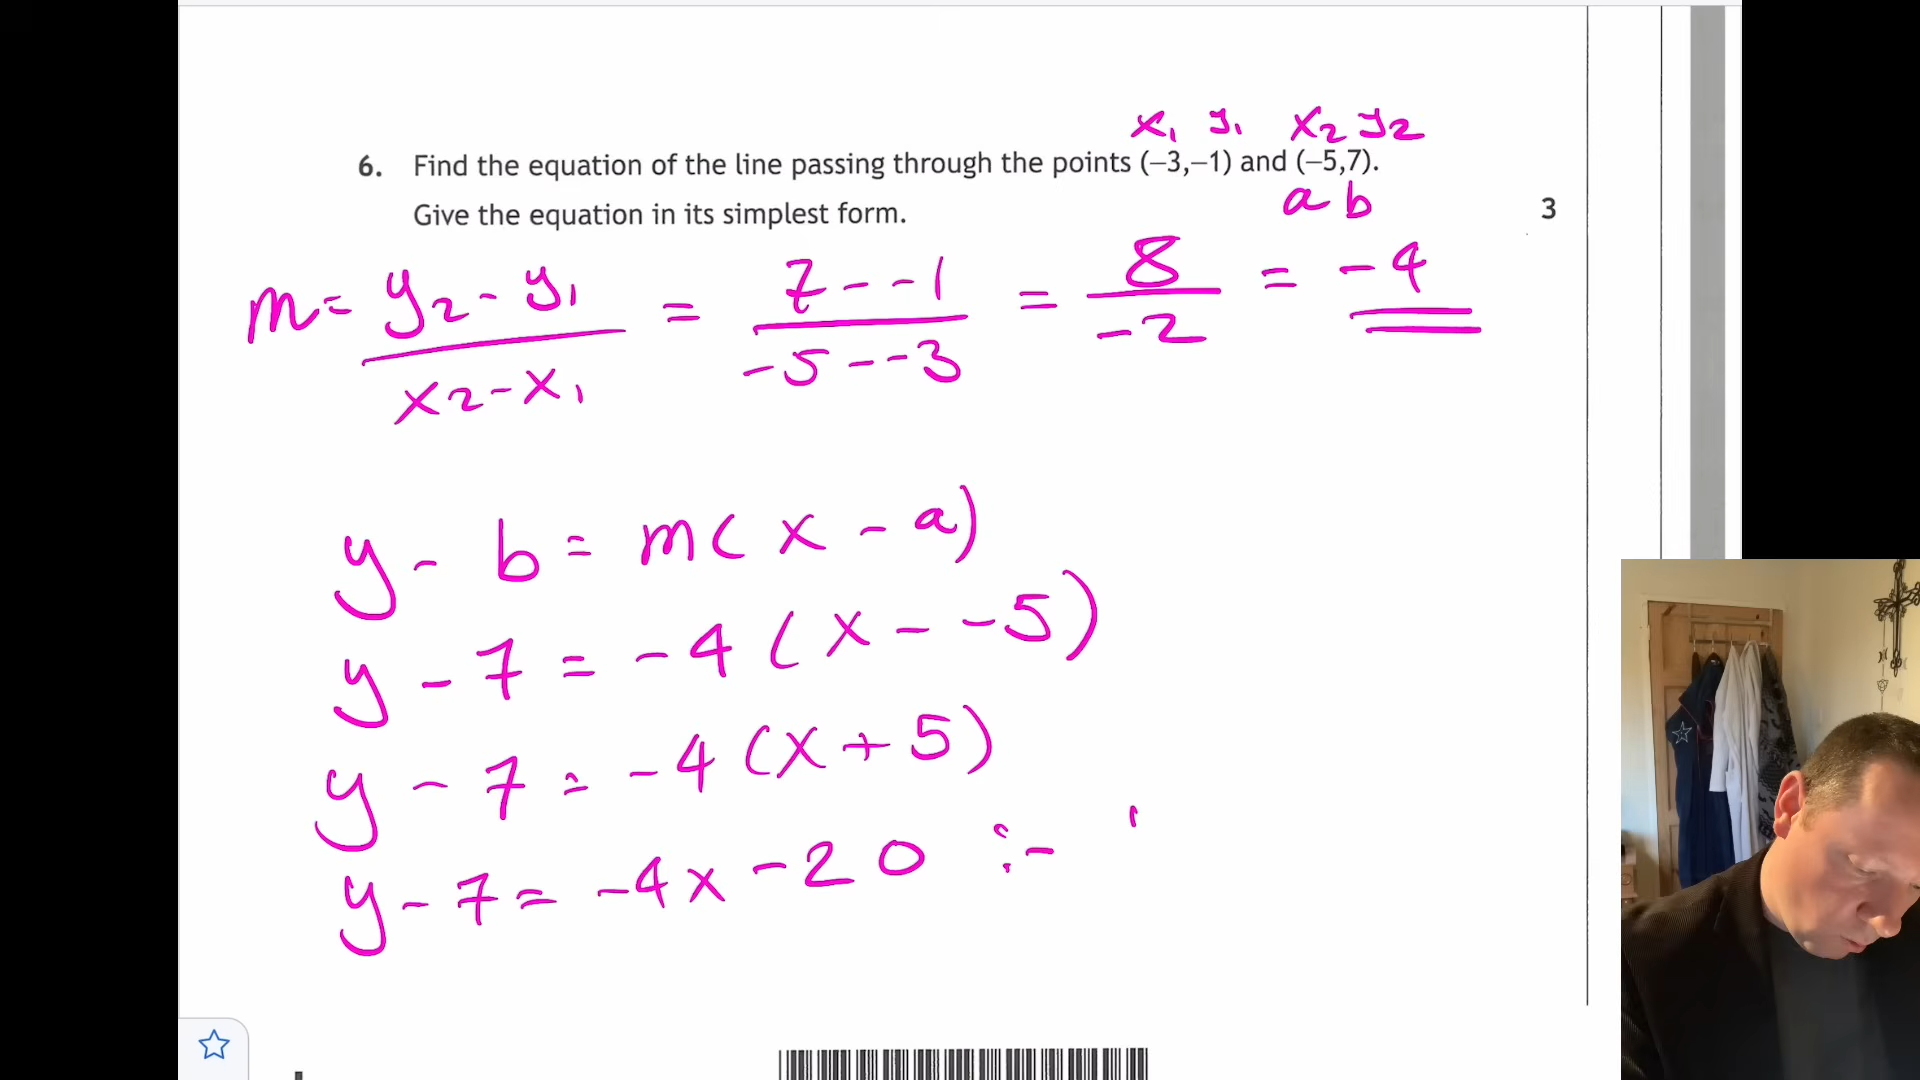 x₁ y₁ x₂ y₂
6. Find the equation of the line passing through the points (–3,–1) and (–5,7).
a b
Give the equation in its simplest form. 3
m = y₂ - y₁ / x₂ - x₁ = 7 - - 1 / -5 - - 3 = 8 / -2 = -4
y - b = m(x - a)
y - 7 = -4(x - -5)
y - 7 = -4(x + 5)
y - 7 = -4x - 20 :-